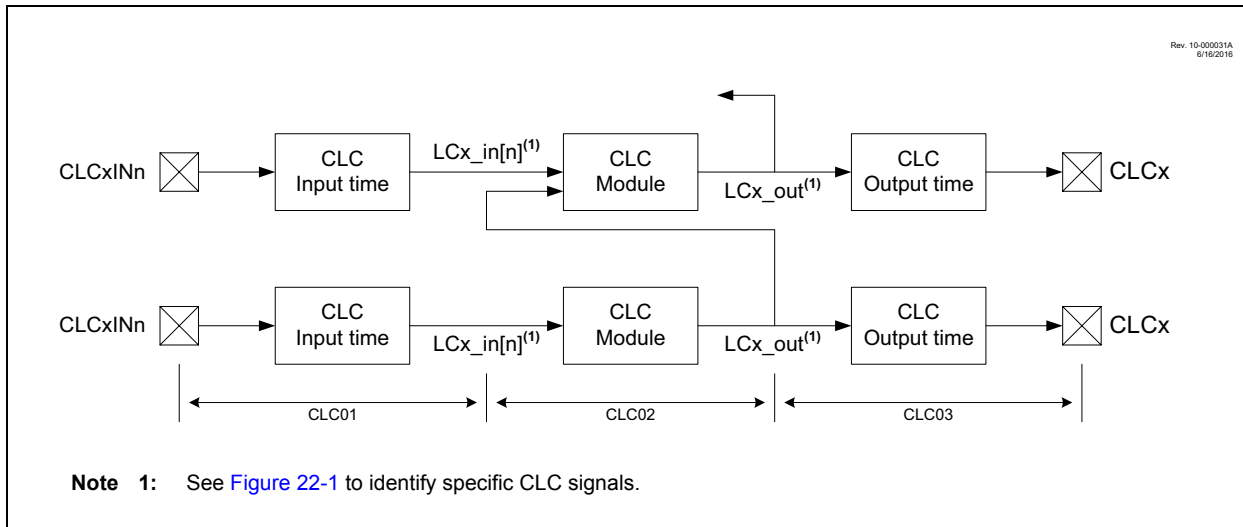 Rev. 10-000031A
6/16/2016
CLCxINn
CLC
Input time
LCx_in[n](1)
CLC
Module
LCx_out(1)
CLC
Output time
CLCx
CLCxINn
CLC
Input time
LCx_in[n](1)
CLC
Module
LCx_out(1)
CLC
Output time
CLCx
CLC01
CLC02
CLC03
Note 1: See Figure 22-1 to identify specific CLC signals.